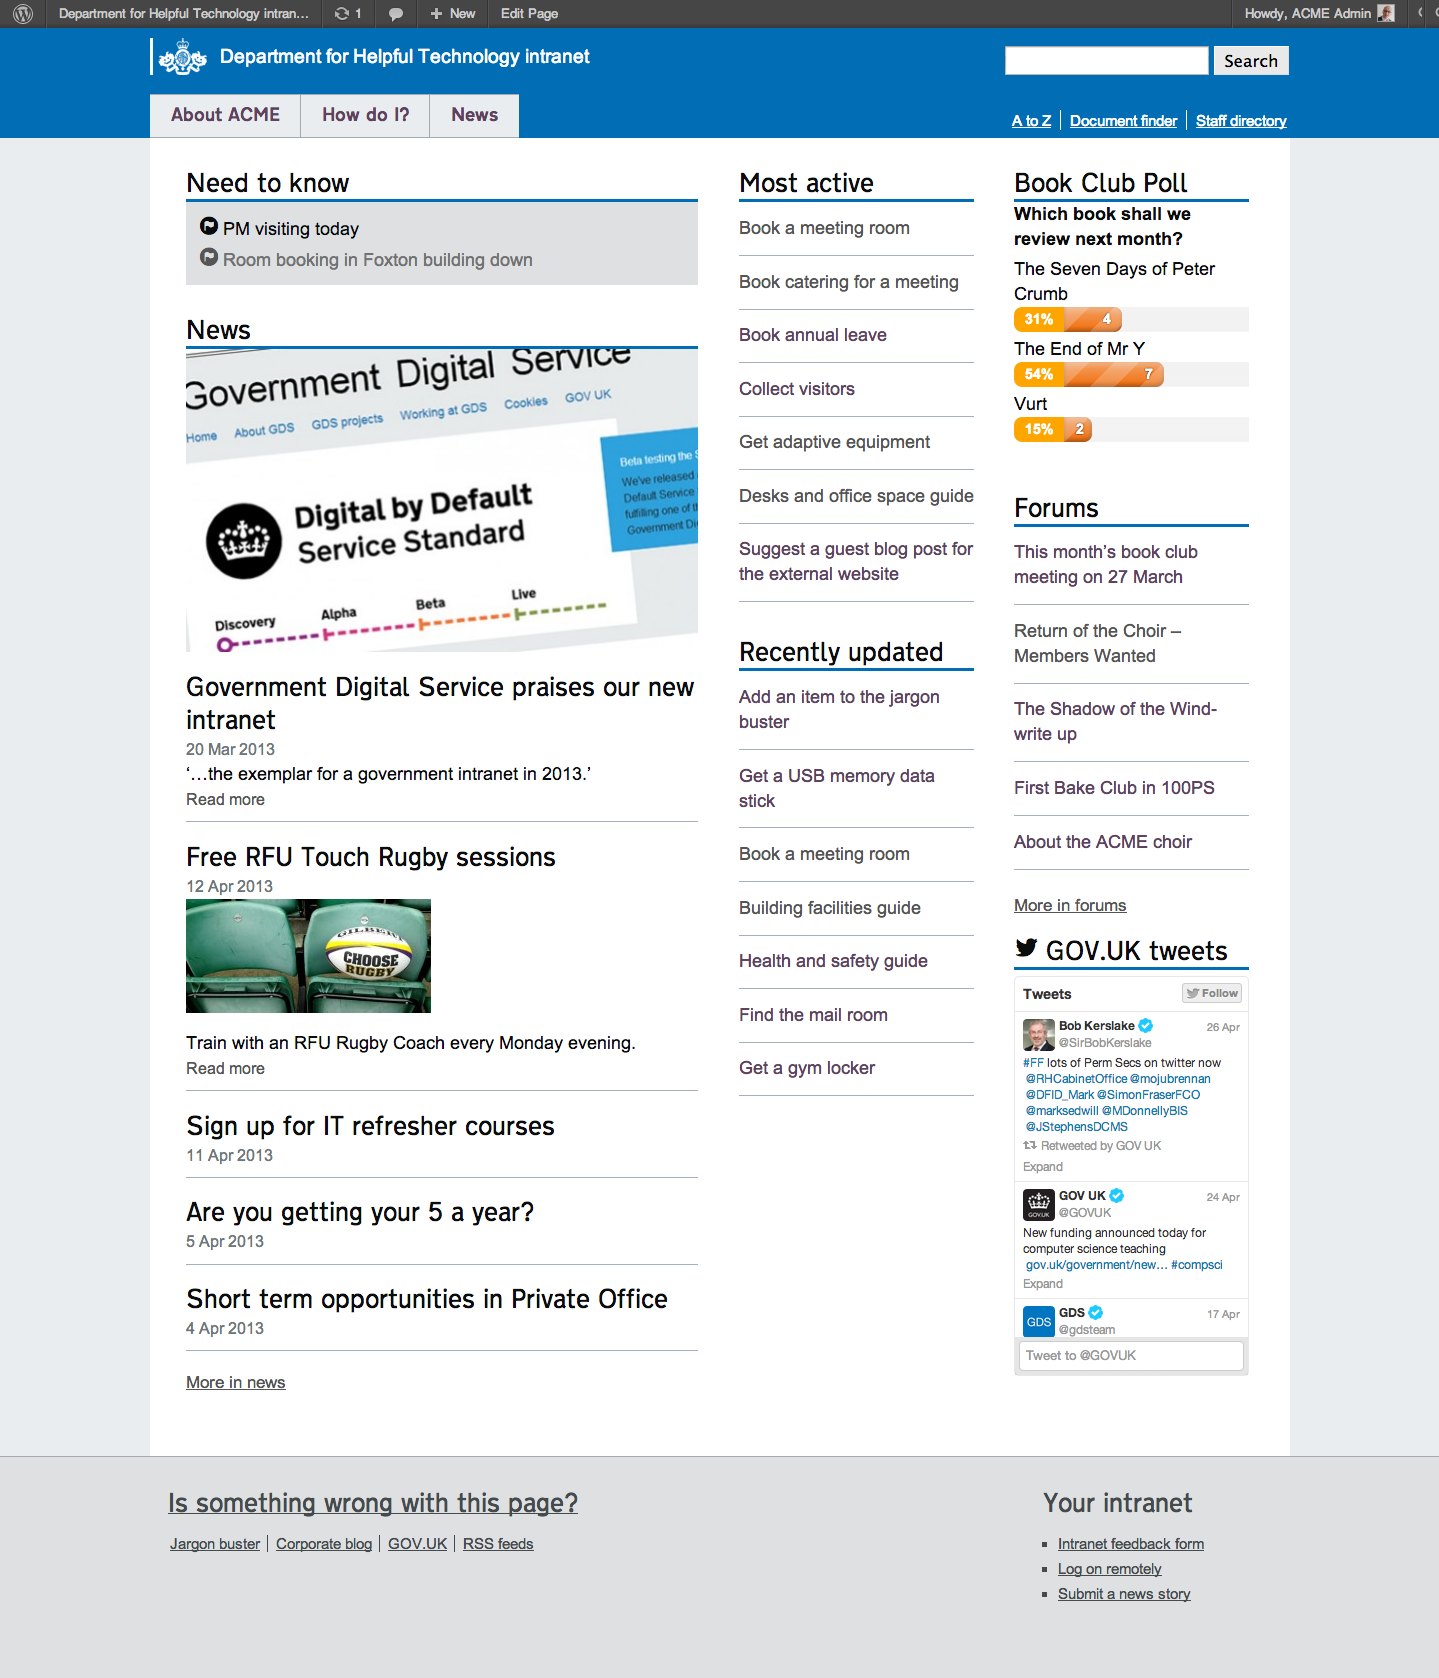 Department for Helpful Technology intran...
1
New
Edit Page
Howdy, ACME Admin
Department for Helpful Technology intranet
Search
About ACME
How do I?
News
A to Z
Document finder
Staff directory
Need to know
PM visiting today
Room booking in Foxton building down
News
Government Digital Service
Home
About GDS
GDS projects
Working at GDS
Cookies
GOV UK
Beta testing the S
We've released
Default Service
fulfilling one of th
Government Di
Digital by Default
Service Standard
Discovery
Alpha
Beta
Live
Government Digital Service praises our new
intranet
20 Mar 2013
‘…the exemplar for a government intranet in 2013.’
Read more
Free RFU Touch Rugby sessions
12 Apr 2013
GILBERT
CHOOSE
RUGBY
Train with an RFU Rugby Coach every Monday evening.
Read more
Sign up for IT refresher courses
11 Apr 2013
Are you getting your 5 a year?
5 Apr 2013
Short term opportunities in Private Office
4 Apr 2013
More in news
Most active
Book a meeting room
Book catering for a meeting
Book annual leave
Collect visitors
Get adaptive equipment
Desks and office space guide
Suggest a guest blog post for
the external website
Recently updated
Add an item to the jargon
buster
Get a USB memory data
stick
Book a meeting room
Building facilities guide
Health and safety guide
Find the mail room
Get a gym locker
Book Club Poll
Which book shall we
review next month?
The Seven Days of Peter
Crumb
31% 4
The End of Mr Y
54% 7
Vurt
15% 2
Forums
This month’s book club
meeting on 27 March
Return of the Choir –
Members Wanted
The Shadow of the Wind-
write up
First Bake Club in 100PS
About the ACME choir
More in forums
GOV.UK tweets
Tweets
Follow
Bob Kerslake 26 Apr
@SirBobKerslake
#FF lots of Perm Secs on twitter now
@RHCabinetOffice @mojubrennan
@DFID_Mark @SimonFraserFCO
@marksedwill @MDonnellyBIS
@JStephensDCMS
Retweeted by GOV UK
Expand
GOV.UK
GOV UK 24 Apr
@GOVUK
New funding announced today for
computer science teaching
gov.uk/government/new… #compsci
Expand
GDS
GDS 17 Apr
@gdsteam
Tweet to @GOVUK
Is something wrong with this page?
Jargon buster
Corporate blog
GOV.UK
RSS feeds
Your intranet
Intranet feedback form
Log on remotely
Submit a news story